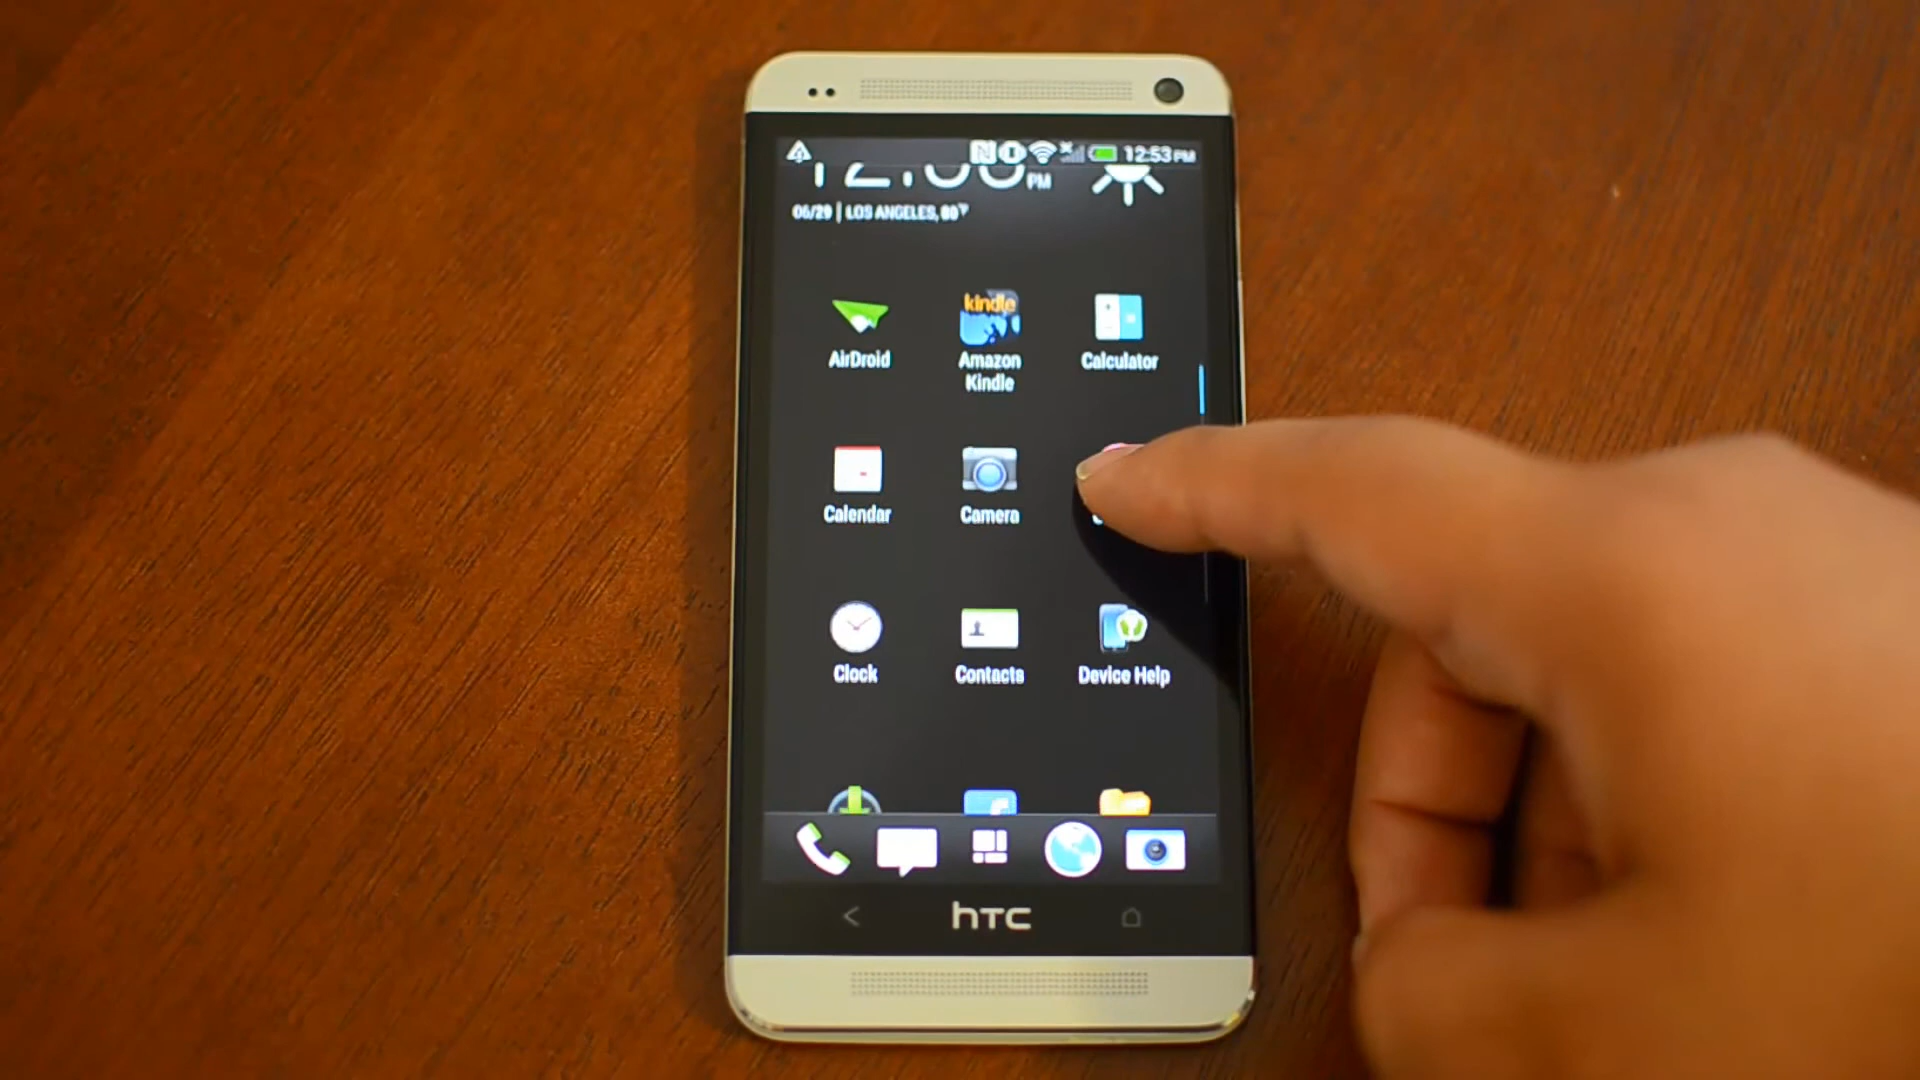 12:53 PM
PM
06/29 | LOS ANGELES, 80°F
kindle
AirDroid
Amazon
Kindle
Calculator
Calendar
Camera
Clock
Contacts
Device Help
hTC